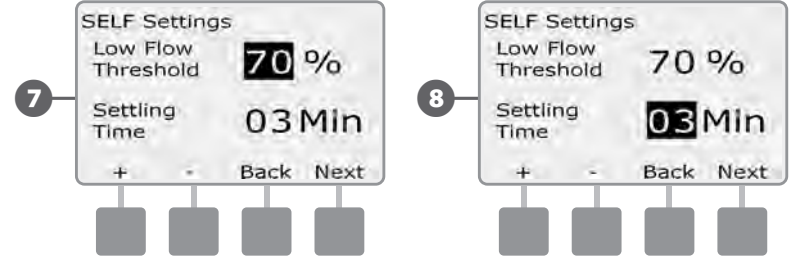 7
SELF Settings
Low Flow
Threshold 70 %
Settling
Time 03 Min
+ - Back Next
8
SELF Settings
Low Flow
Threshold 70 %
Settling
Time 03 Min
+ - Back Next